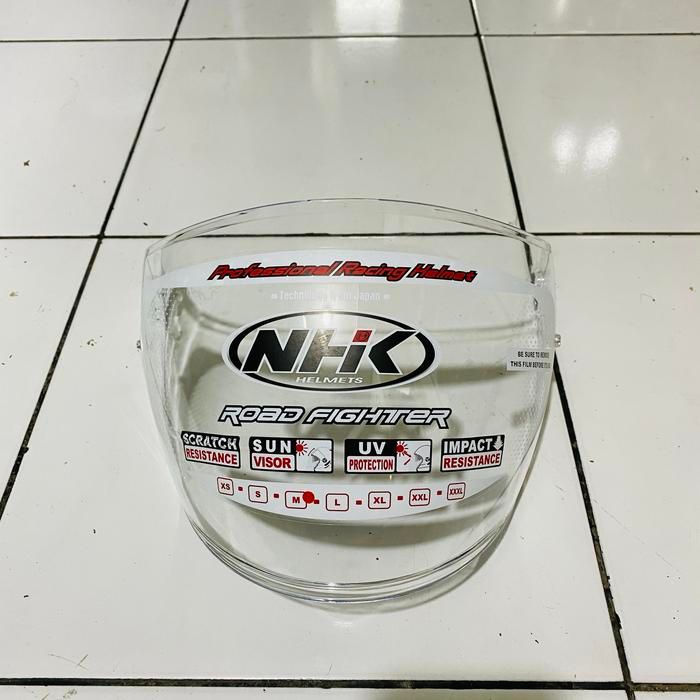 Professional Racing Helmet
Technology from Japan
NHK
HELMETS
ROAD FIGHTER
SCRATCH RESISTANCE
SUN VISOR
UV PROTECTION
IMPACT RESISTANCE
XS - S - M - L - XL - XXL - XXXL
BE SURE TO REMOVE
THIS FILM BEFORE